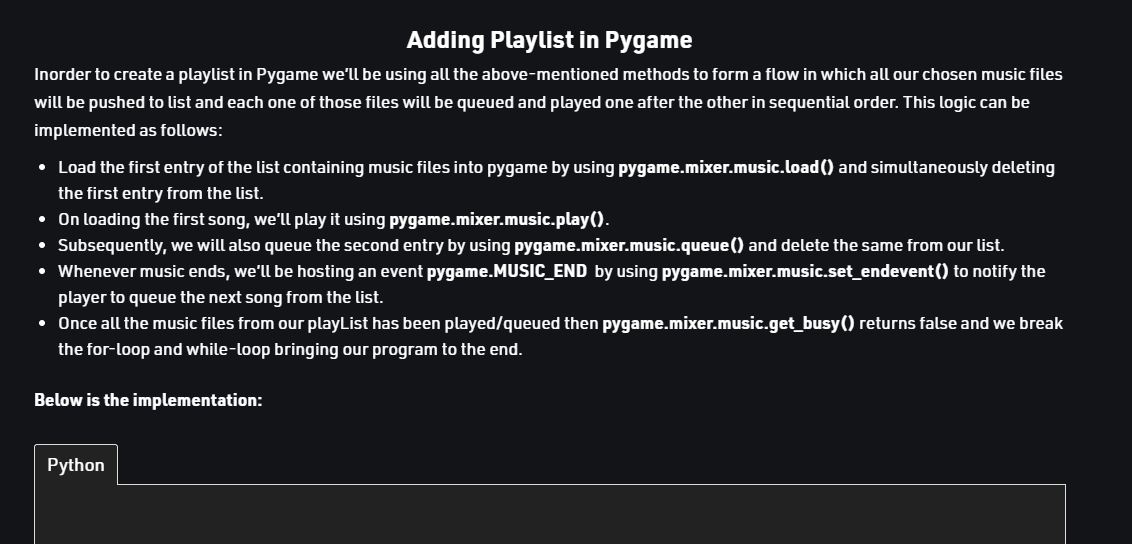 Adding Playlist in Pygame
Inorder to create a playlist in Pygame we'll be using all the above-mentioned methods to form a flow in which all our chosen music files
will be pushed to list and each one of those files will be queued and played one after the other in sequential order. This logic can be
implemented as follows:
• Load the first entry of the list containing music files into pygame by using pygame.mixer.music.load() and simultaneously deleting
the first entry from the list.
• On loading the first song, we'll play it using pygame.mixer.music.play().
• Subsequently, we will also queue the second entry by using pygame.mixer.music.queue() and delete the same from our list.
• Whenever music ends, we'll be hosting an event pygame.MUSIC_END by using pygame.mixer.music.set_endevent() to notify the
player to queue the next song from the list.
• Once all the music files from our playList has been played/queued then pygame.mixer.music.get_busy() returns false and we break
the for-loop and while-loop bringing our program to the end.
Below is the implementation:
Python